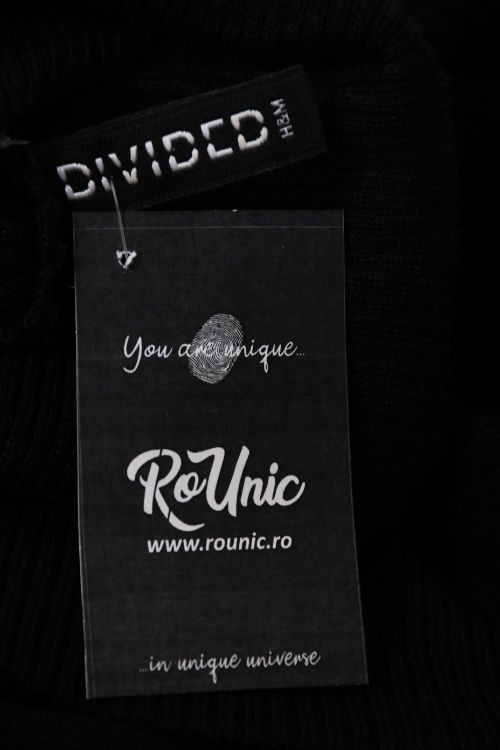 DIVIDED
H&M
You are unique...
RoUnic
www.rounic.ro
...in unique universe